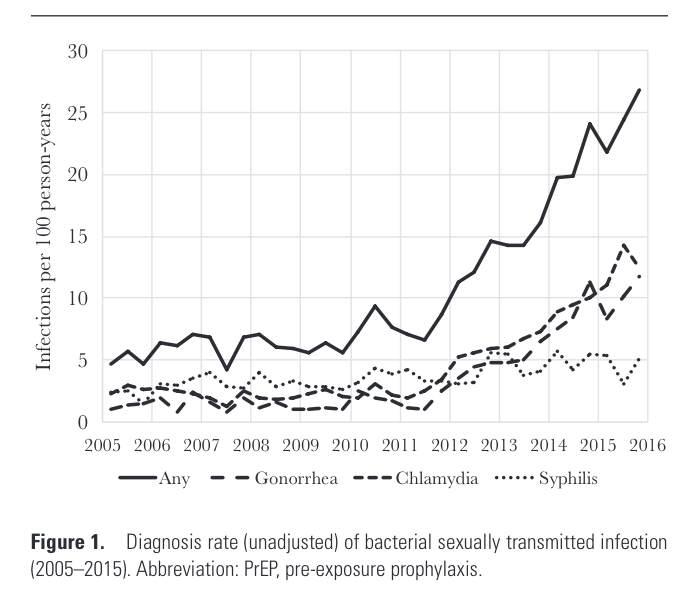 30
25
20
15
10
5
0
Infections per 100 person-years
2005 2006 2007 2008 2009 2010 2011 2012 2013 2014 2015 2016
Any Gonorrhea Chlamydia Syphilis
Figure 1. Diagnosis rate (unadjusted) of bacterial sexually transmitted infection
(2005–2015). Abbreviation: PrEP, pre-exposure prophylaxis.